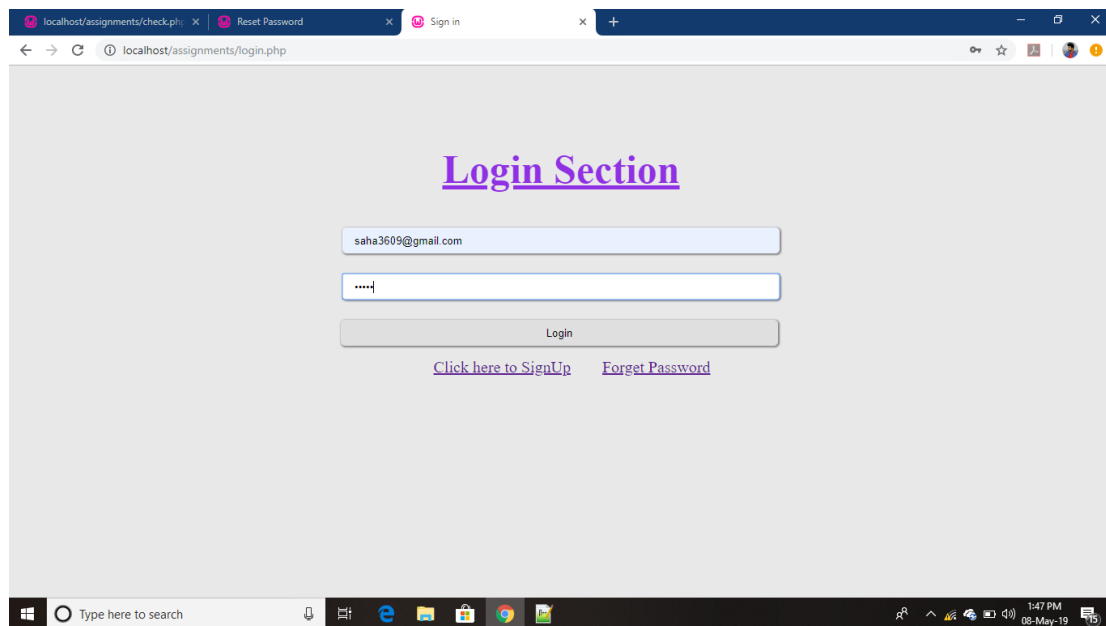 localhost/assignments/check.ph
Reset Password
Sign in
localhost/assignments/login.php
Login Section
saha3609@gmail.com
•••••
Login
Click here to SignUp Forget Password
Type here to search
1:47 PM
08-May-19
15